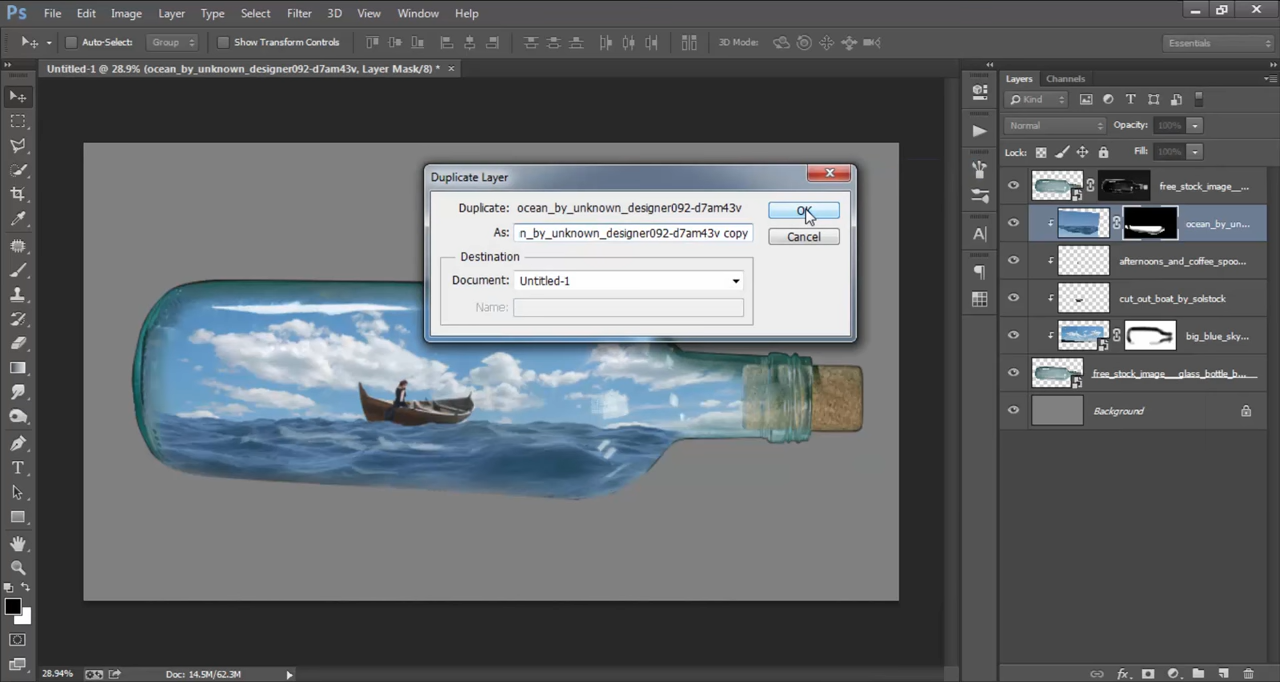 Ps File Edit Image Layer Type Select Filter 3D View Window Help
Auto-Select: Group Show Transform Controls 3D Mode: Essentials
Untitled-1 @ 28.9% (ocean_by_unknown_designer092-d7am43v, Layer Mask/8) *
Layers Channels
Kind
Normal Opacity: 100%
Lock: Fill: 100%
Duplicate Layer
Duplicate: ocean_by_unknown_designer092-d7am43v OK
As: n_by_unknown_designer092-d7am43v copy Cancel
Destination
Document: Untitled-1
Name:
free_stock_image__...
ocean_by_un...
afternoons_and_coffee_spoo...
cut_out_boat_by_solstock
big_blue_sky...
free_stock_image___glass_bottle_b...
Background
A
T
28.94% Doc: 14.5M/62.3M
fx